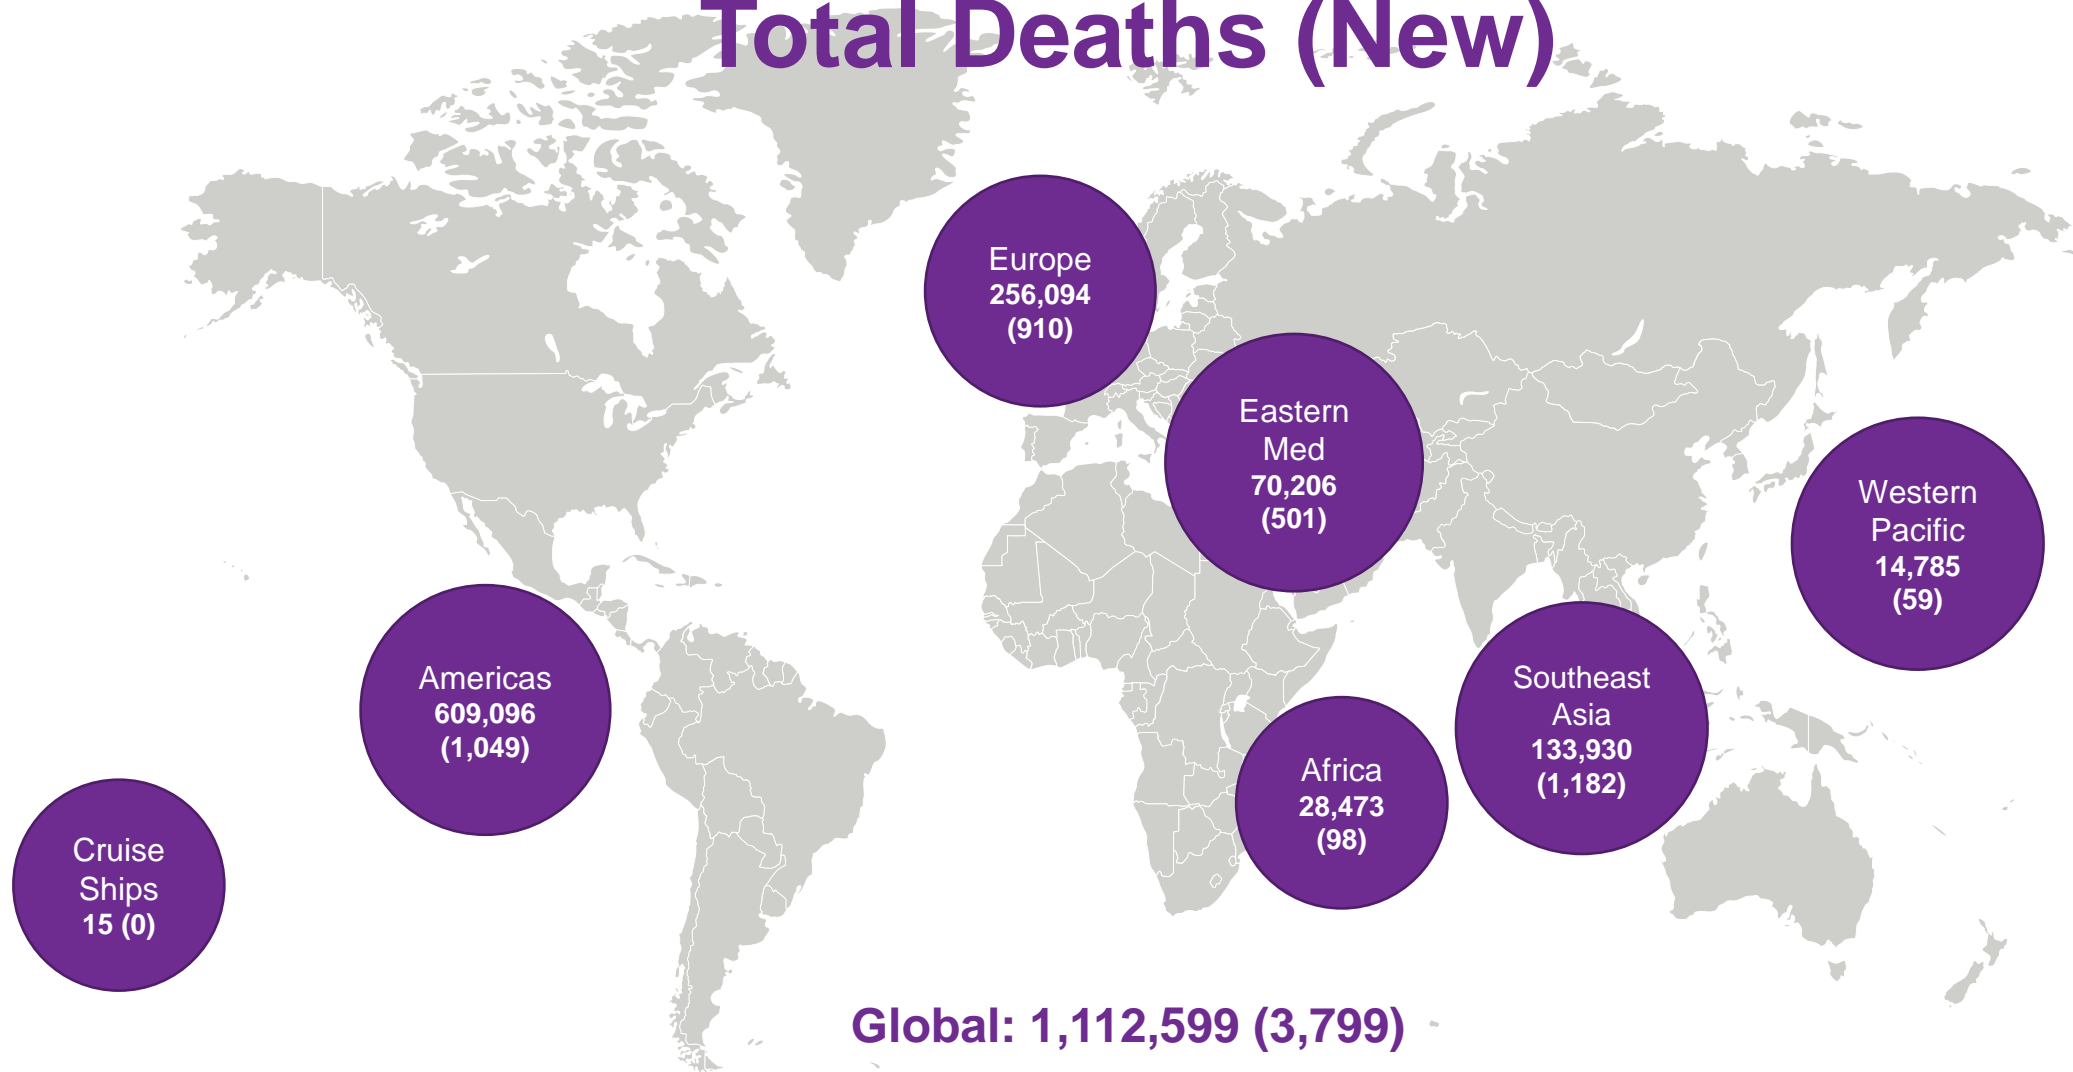 Total Deaths (New)
Europe
256,094
(910)
Eastern
Med
70,206
(501)
Western
Pacific
14,785
(59)
Americas
609,096
(1,049)
Southeast
Asia
133,930
(1,182)
Africa
28,473
(98)
Cruise
Ships
15 (0)
Global: 1,112,599 (3,799)